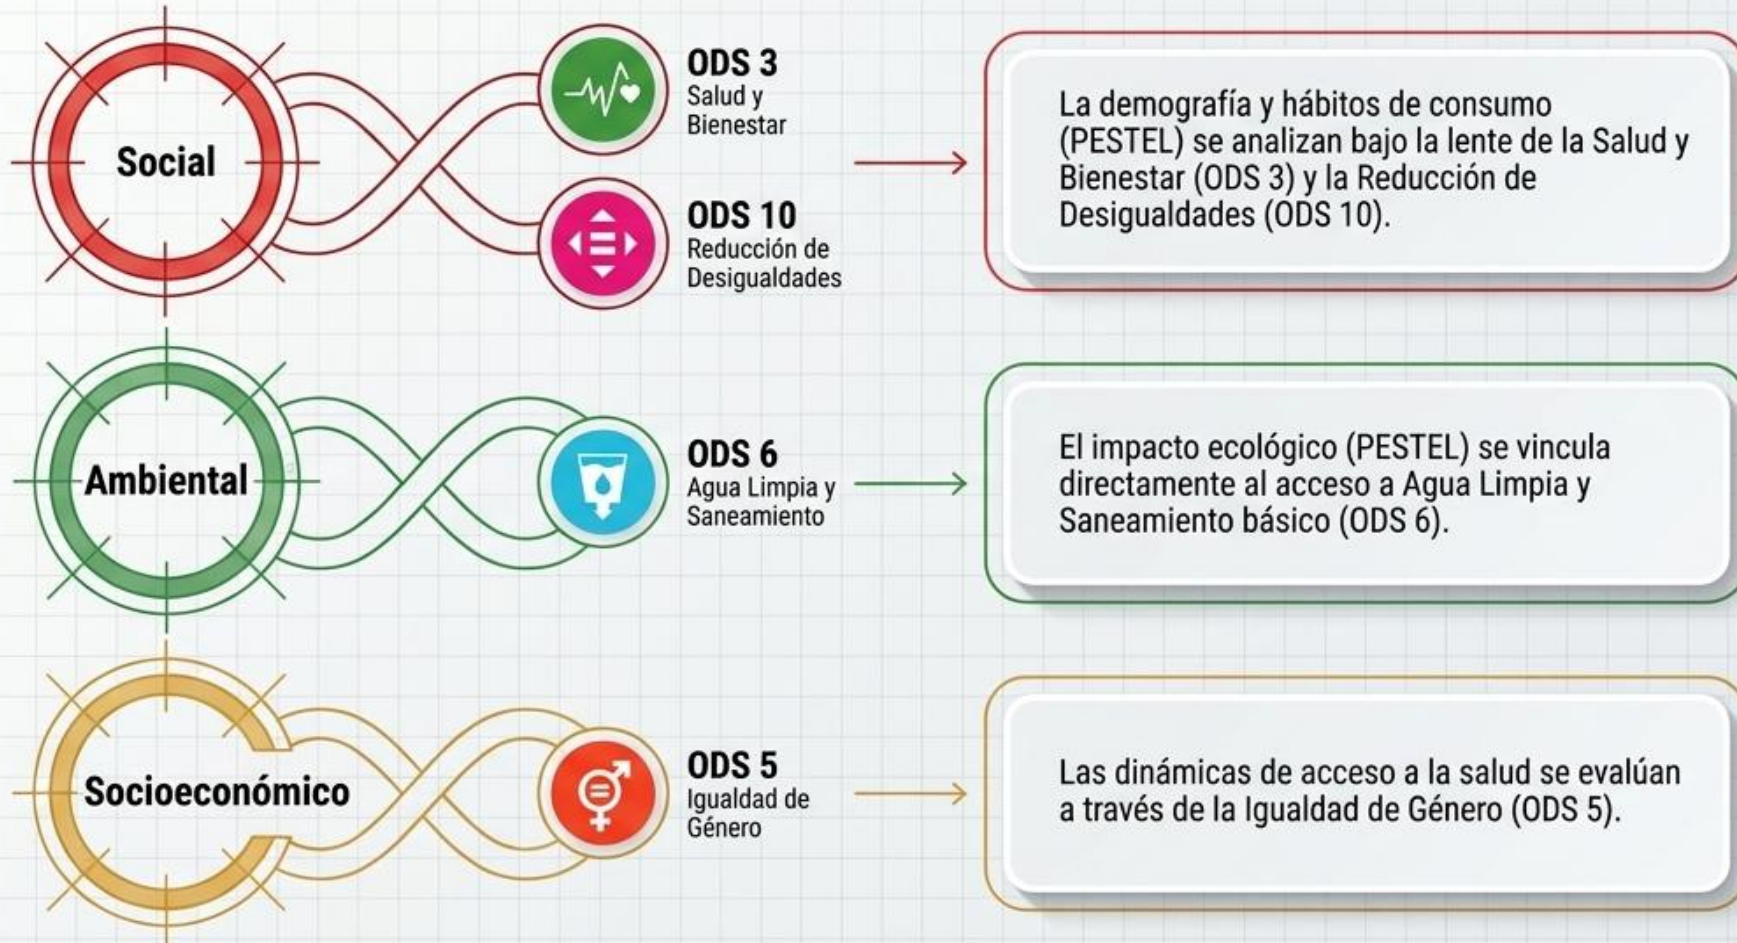 Social
ODS 3
Salud y
Bienestar
ODS 10
Reducción de
Desigualdades
La demografía y hábitos de consumo
(PESTEL) se analizan bajo la lente de la Salud y
Bienestar (ODS 3) y la Reducción de
Desigualdades (ODS 10).
Ambiental
ODS 6
Agua Limpia y
Saneamiento
El impacto ecológico (PESTEL) se vincula
directamente al acceso a Agua Limpia y
Saneamiento básico (ODS 6).
Socioeconómico
ODS 5
Igualdad de
Género
Las dinámicas de acceso a la salud se evalúan
a través de la Igualdad de Género (ODS 5).